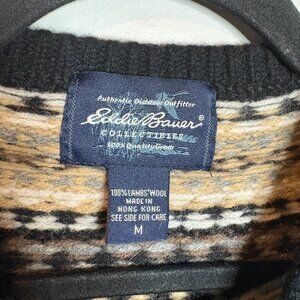 Authentic Outdoor Outfitter
Eddie Bauer®
COLLECTIBLES
100% Quality Goods
100% LAMBS' WOOL
MADE IN
HONG KONG
SEE SIDE FOR CARE
M